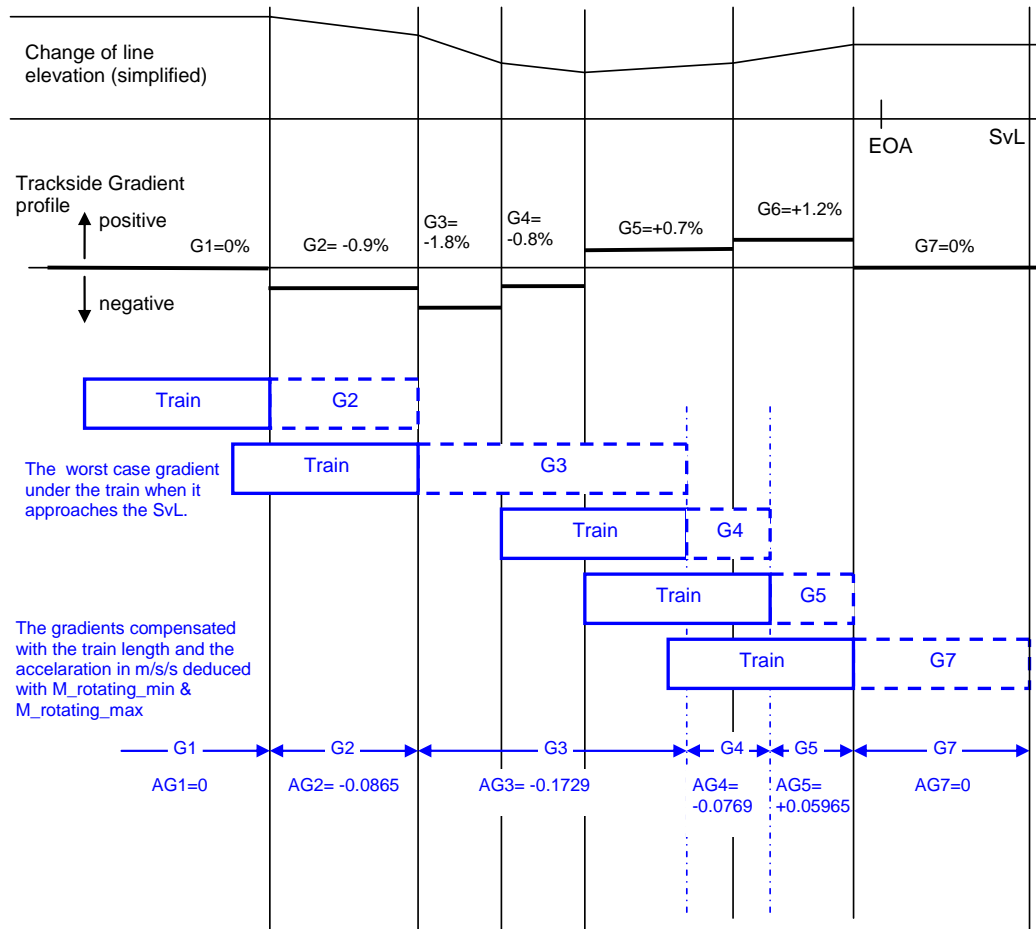 Change of line
elevation (simplified)
EOA
SvL
Trackside Gradient
profile
positive
negative
G1=0%
G2= -0.9%
G3=
-1.8%
G4=
-0.8%
G5=+0.7%
G6=+1.2%
G7=0%
Train
G2
Train
G3
The worst case gradient
under the train when it
approaches the SvL.
Train
G4
Train
G5
The gradients compensated
with the train length and the
accelaration in m/s/s deduced
with M_rotating_min &
M_rotating_max
Train
G7
G1
G2
G3
G4
G5
G7
AG1=0
AG2= -0.0865
AG3= -0.1729
AG4=
-0.0769
AG5=
+0.05965
AG7=0